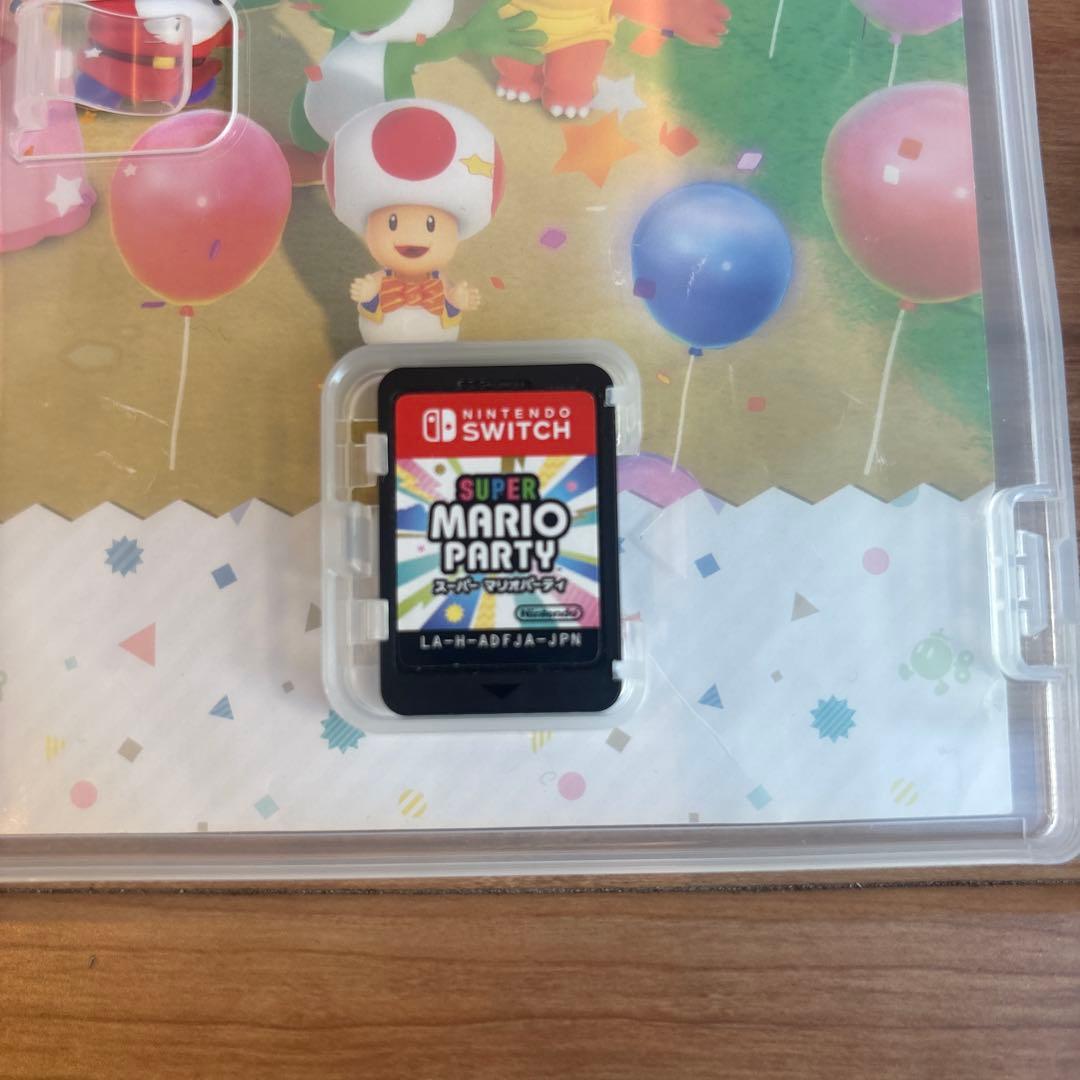 NINTENDO
SWITCH
SUPER
MARIO
PARTY
スーパー マリオパーティ
Nintendo
LA-H-ADFJA-JPN